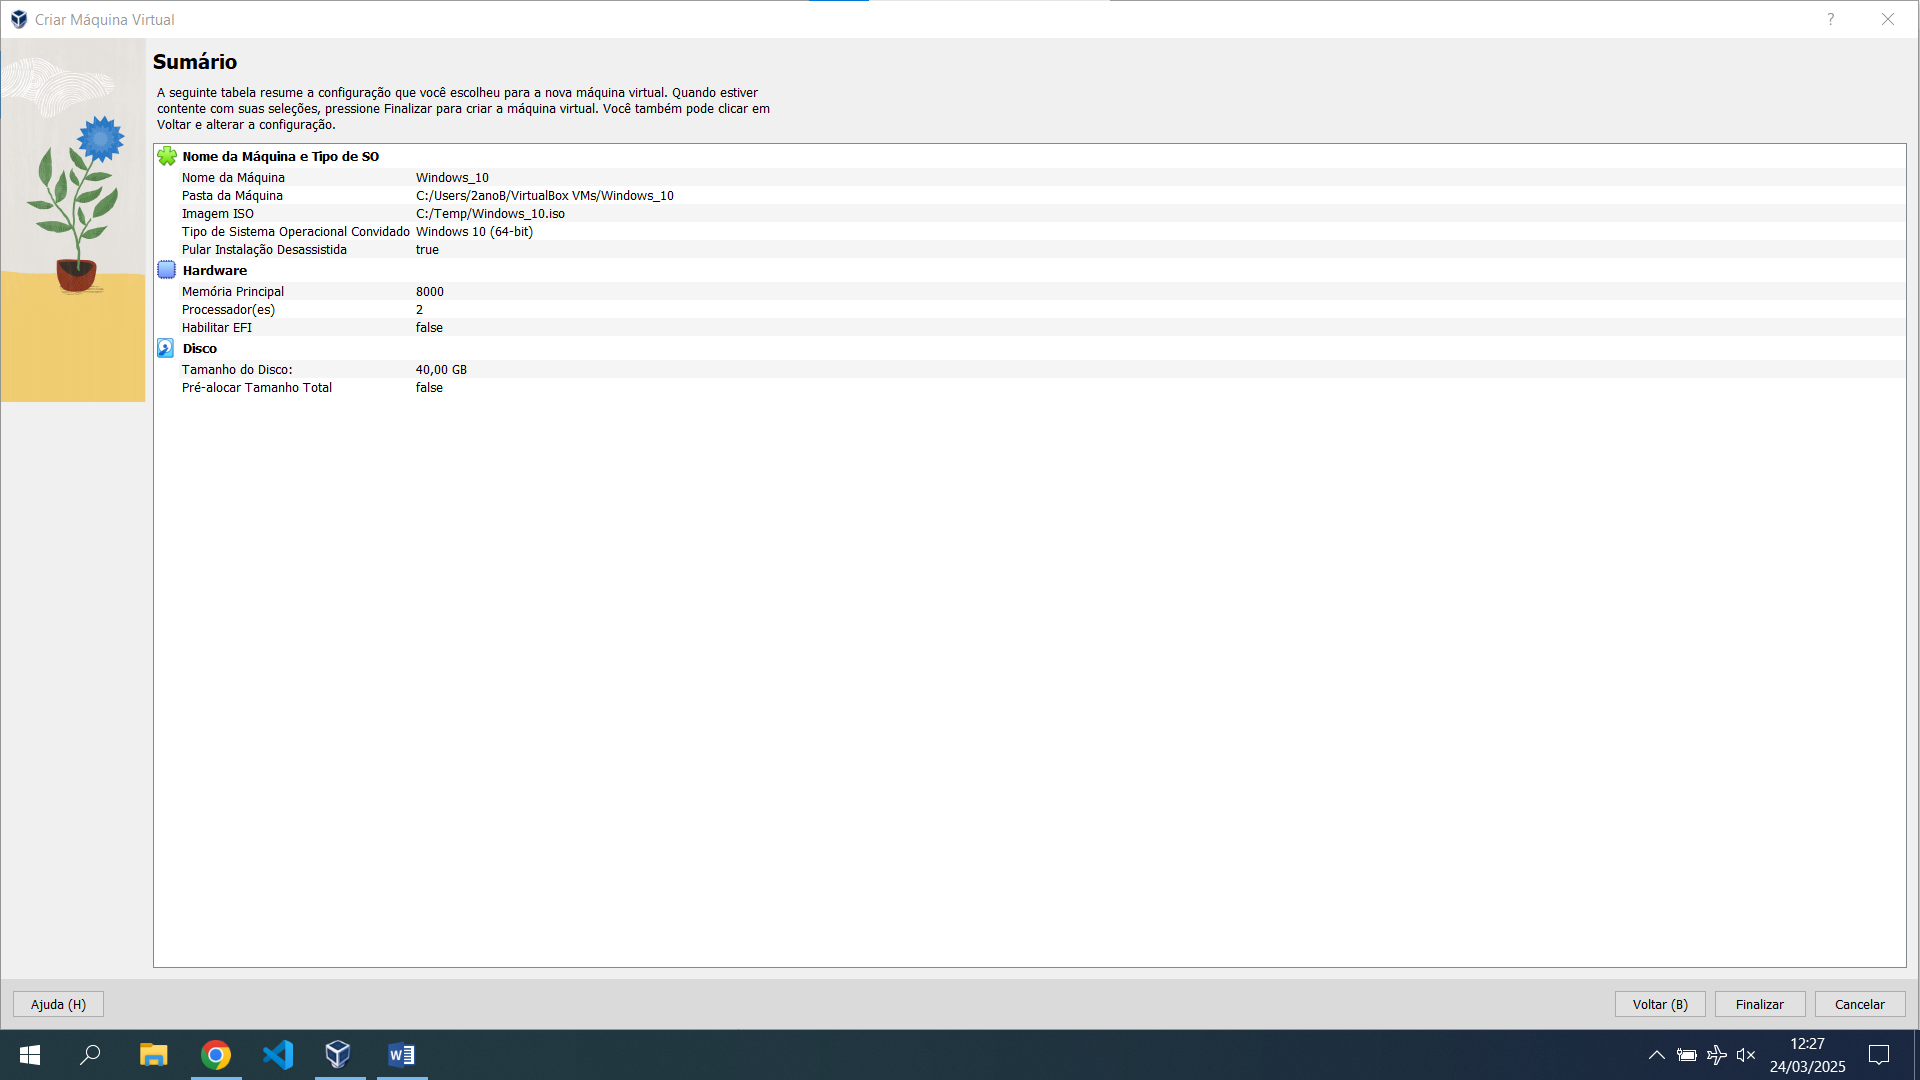 Criar Máquina Virtual
?
Sumário
A seguinte tabela resume a configuração que você escolheu para a nova máquina virtual. Quando estiver
contente com suas seleções, pressione Finalizar para criar a máquina virtual. Você também pode clicar em
Voltar e alterar a configuração.
Nome da Máquina e Tipo de SO
Nome da Máquina Windows_10
Pasta da Máquina C:/Users/2anoB/VirtualBox VMs/Windows_10
Imagem ISO C:/Temp/Windows_10.iso
Tipo de Sistema Operacional Convidado Windows 10 (64-bit)
Pular Instalação Desassistida true
Hardware
Memória Principal 8000
Processador(es) 2
Habilitar EFI false
Disco
Tamanho do Disco: 40,00 GB
Pré-alocar Tamanho Total false
Ajuda (H) Voltar (B) Finalizar Cancelar
12:27
24/03/2025